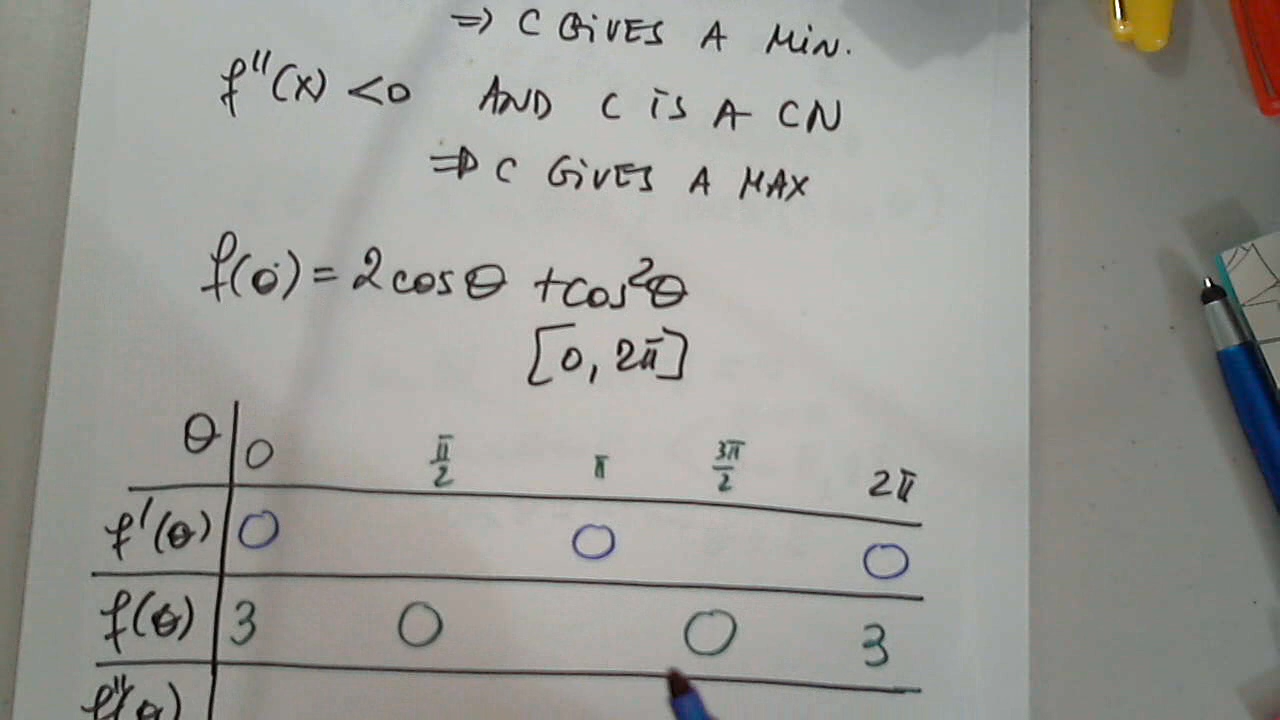 ⇒ C GIVES A MIN.
f''(x) <0 AND C IS A CN
⇒ C GIVES A MAX
f(θ) = 2cosθ +cos²θ
[0, 2π]
θ 0 π/2 π 3π/2 2π
f'(θ) 0 0 0
f(θ) 3 0 0 3
f''(θ)